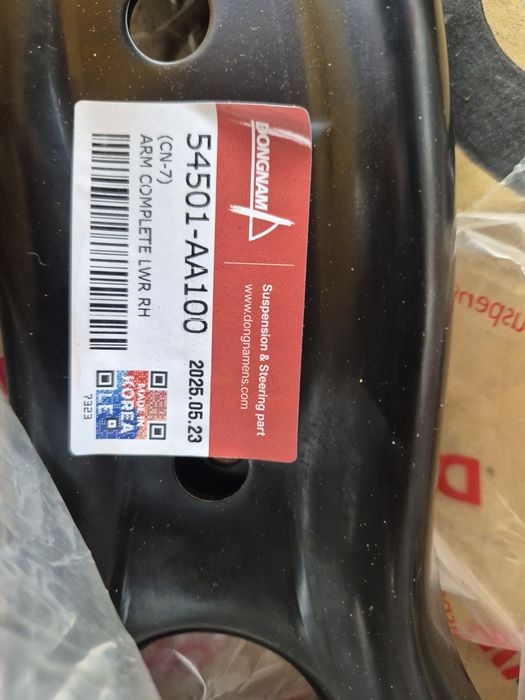 DONGNAM
Suspension & Steering part
www.dongnamens.com
54501-AA100
2025.05.23
(CN-7)
ARM COMPLETE LWR RH
MADE IN
KOREA
7323